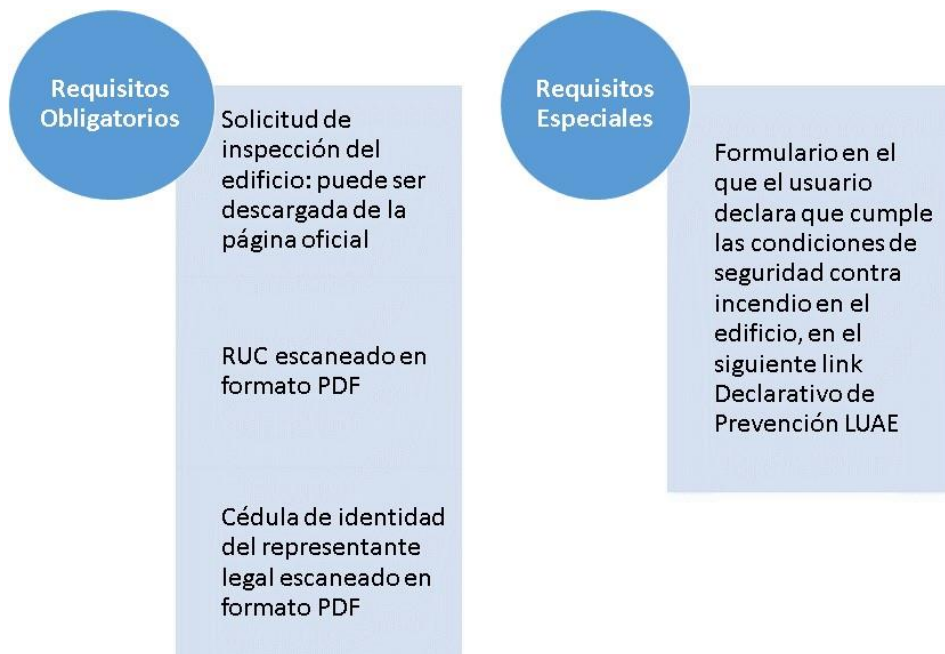 Requisitos
Obligatorios
Solicitud de
inspección del
edificio: puede ser
descargada de la
página oficial
RUC escaneado en
formato PDF
Cédula de identidad
del representante
legal escaneado en
formato PDF
Requisitos
Especiales
Formulario en el
que el usuario
declara que cumple
las condiciones de
seguridad contra
incendio en el
edificio, en el
siguiente link
Declarativo de
Prevención LUAE